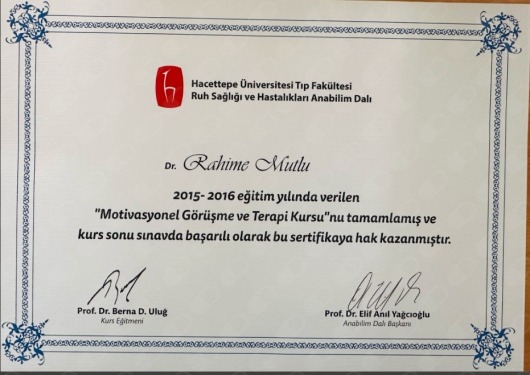 Hacettepe Üniversitesi Tıp Fakültesi
Ruh Sağlığı ve Hastalıkları Anabilim Dalı
Dr. Rahime Mutlu
2015- 2016 eğitim yılında verilen
"Motivasyonel Görüşme ve Terapi Kursu"nu tamamlamış ve
kurs sonu sınavda başarılı olarak bu sertifikaya hak kazanmıştır.
Prof. Dr. Berna D. Uluğ
Kurs Eğitmeni
Prof. Dr. Elif Anıl Yağcıoğlu
Anabilim Dalı Başkanı